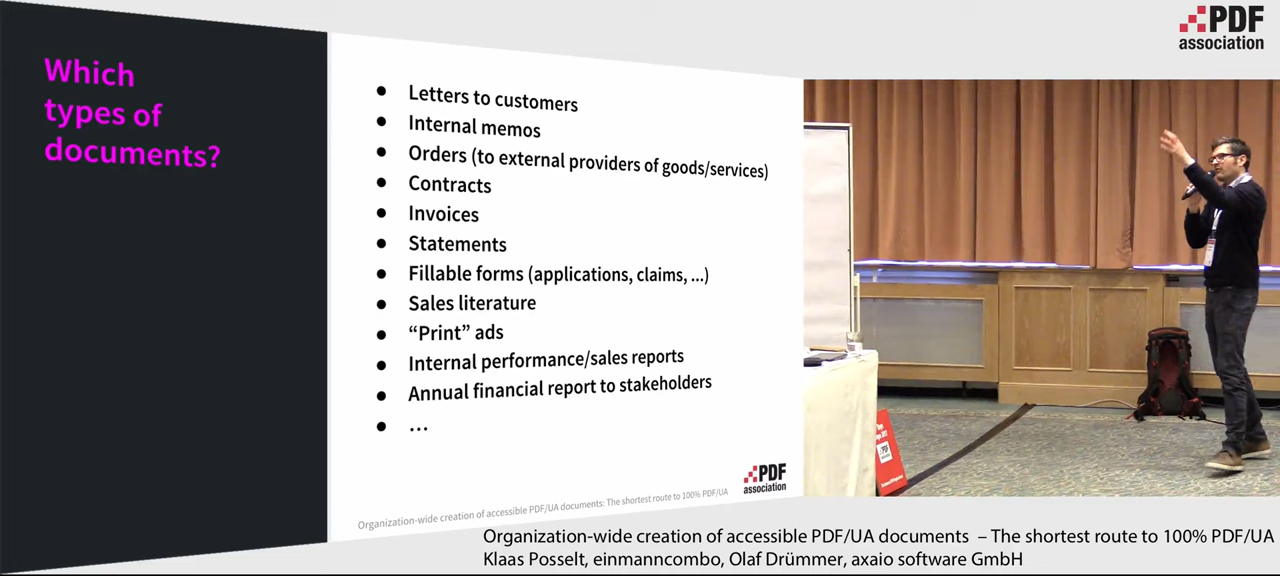 PDF
association
Which
types of
documents?
● Letters to customers
● Internal memos
● Orders (to external providers of goods/services)
● Contracts
● Invoices
● Statements
● Fillable forms (applications, claims, ...)
● Sales literature
● “Print” ads
● Internal performance/sales reports
● Annual financial report to stakeholders
● ...
PDF
association
Organization-wide creation of accessible PDF/UA documents: The shortest route to 100% PDF/UA
Organization-wide creation of accessible PDF/UA documents – The shortest route to 100% PDF/UA
Klaas Posselt, einmanncombo, Olaf Drümmer, axaio software GmbH